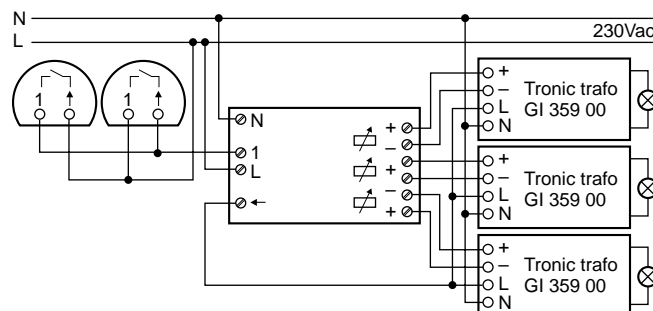 N
L
230Vac
1
1
N
1
L
←
+
–
+
–
+
+
–
L
N
Tronic trafo
GI 359 00
+
–
L
N
Tronic trafo
GI 359 00
+
–
L
N
Tronic trafo
GI 359 00